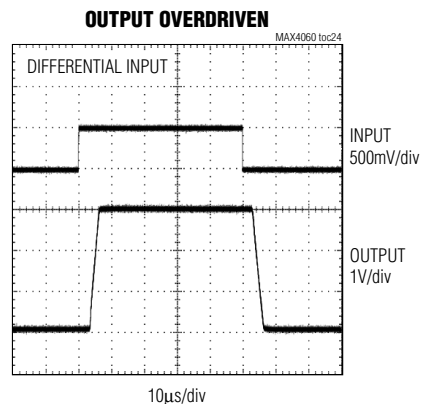 OUTPUT OVERDRIVEN
MAX4060 toc24
DIFFERENTIAL INPUT
INPUT
500mV/div
OUTPUT
1V/div
10μs/div